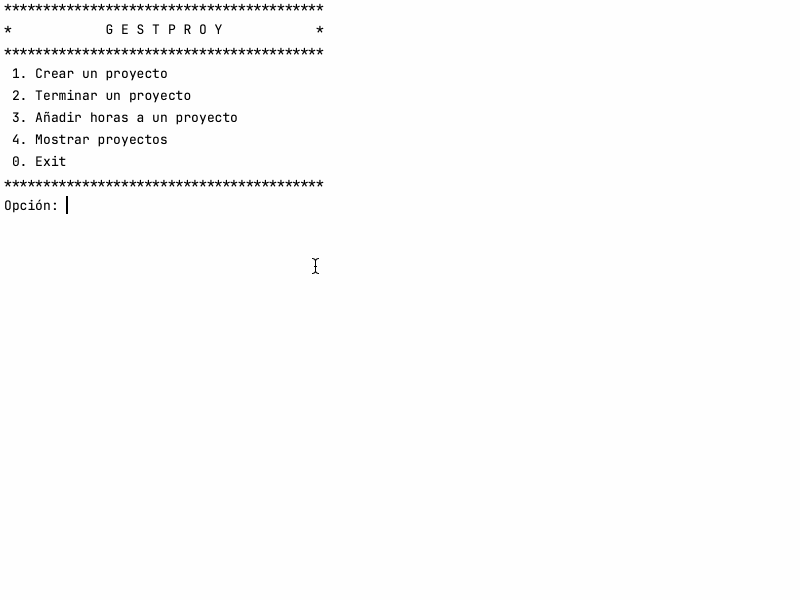 *****************************************
*            G E S T P R O Y            *
*****************************************
 1. Crear un proyecto
 2. Terminar un proyecto
 3. Añadir horas a un proyecto
 4. Mostrar proyectos
 0. Exit
*****************************************
Opción: